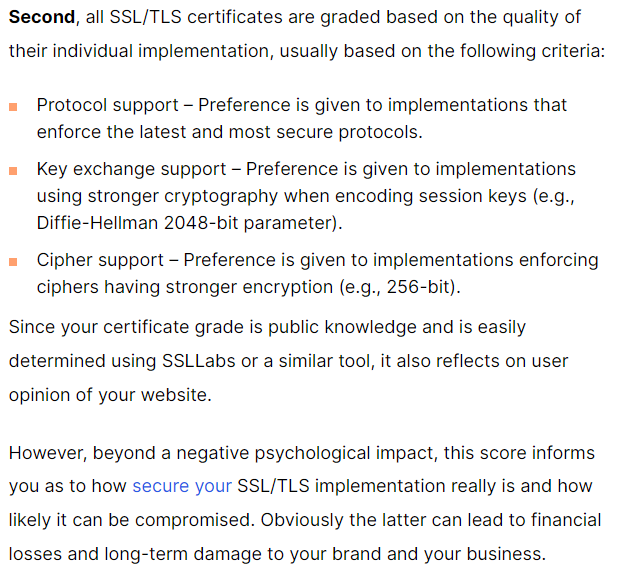 Second, all SSL/TLS certificates are graded based on the quality of
their individual implementation, usually based on the following criteria:
Protocol support – Preference is given to implementations that
enforce the latest and most secure protocols.
Key exchange support – Preference is given to implementations
using stronger cryptography when encoding session keys (e.g.,
Diffie-Hellman 2048-bit parameter).
Cipher support – Preference is given to implementations enforcing
ciphers having stronger encryption (e.g., 256-bit).
Since your certificate grade is public knowledge and is easily
determined using SSLLabs or a similar tool, it also reflects on user
opinion of your website.
However, beyond a negative psychological impact, this score informs
you as to how secure your SSL/TLS implementation really is and how
likely it can be compromised. Obviously the latter can lead to financial
losses and long-term damage to your brand and your business.